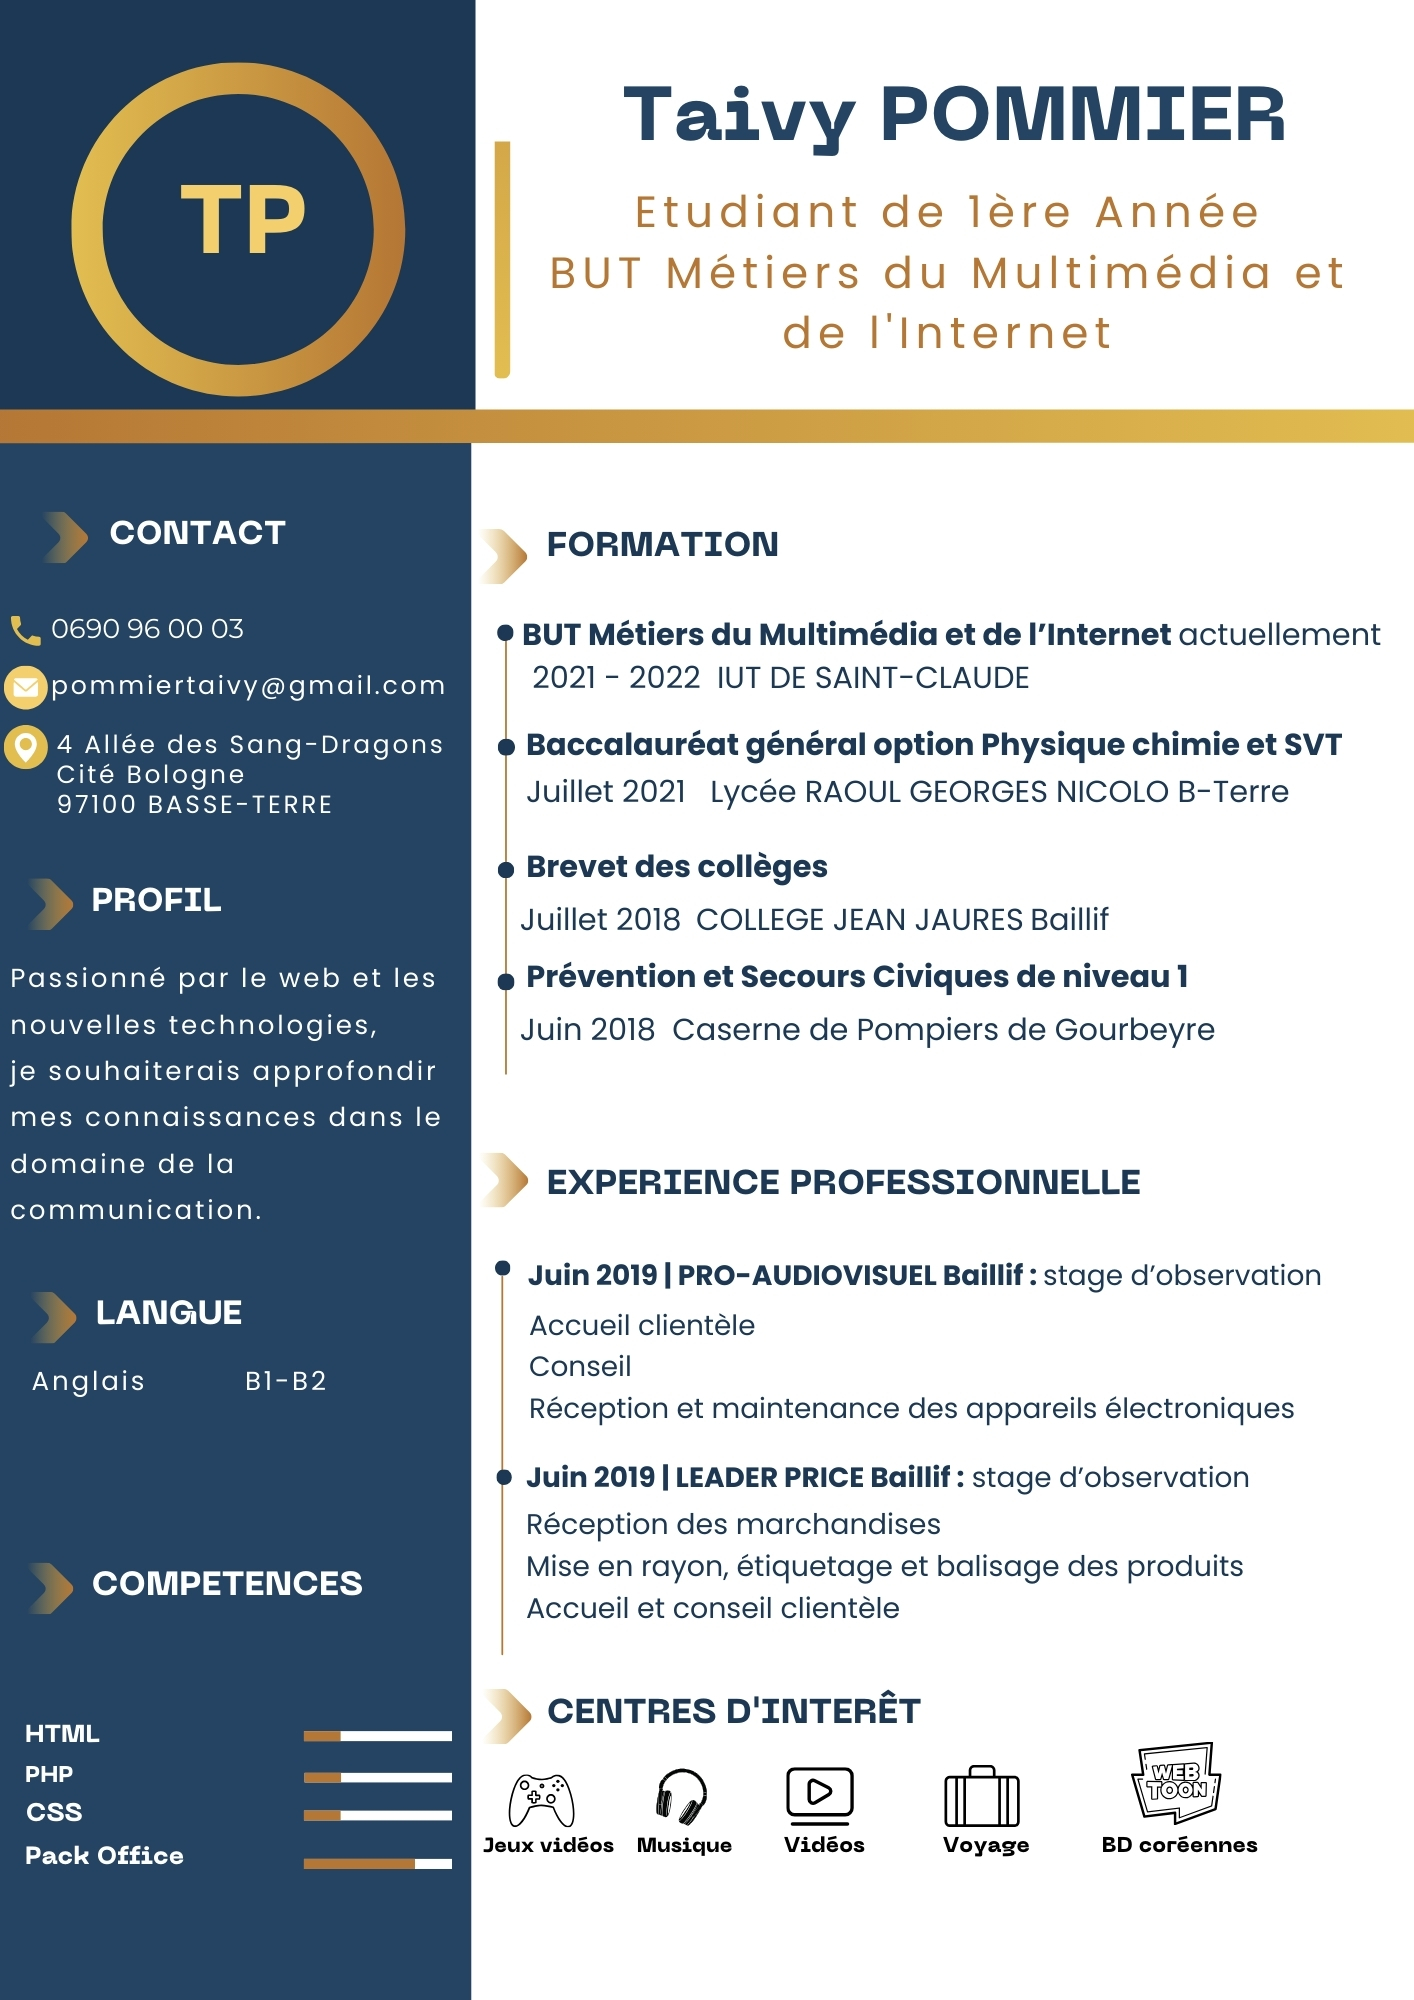 TP
Taivy POMMIER
Etudiant de 1ère Année
BUT Métiers du Multimédia et
de l'Internet
CONTACT
0690 96 00 03
pommiertaivy@gmail.com
4 Allée des Sang-Dragons
Cité Bologne
97100 BASSE-TERRE
PROFIL
Passionné par le web et les
nouvelles technologies,
je souhaiterais approfondir
mes connaissances dans le
domaine de la
communication.
LANGUE
Anglais B1-B2
COMPETENCES
HTML
PHP
CSS
Pack Office
FORMATION
BUT Métiers du Multimédia et de l’Internet actuellement
2021 - 2022 IUT DE SAINT-CLAUDE
Baccalauréat général option Physique chimie et SVT
Juillet 2021 Lycée RAOUL GEORGES NICOLO B-Terre
Brevet des collèges
Juillet 2018 COLLEGE JEAN JAURES Baillif
Prévention et Secours Civiques de niveau 1
Juin 2018 Caserne de Pompiers de Gourbeyre
EXPERIENCE PROFESSIONNELLE
Juin 2019 | PRO-AUDIOVISUEL Baillif : stage d’observation
Accueil clientèle
Conseil
Réception et maintenance des appareils électroniques
Juin 2019 | LEADER PRICE Baillif : stage d’observation
Réception des marchandises
Mise en rayon, étiquetage et balisage des produits
Accueil et conseil clientèle
CENTRES D'INTERÊT
WEB
TOON
Jeux vidéos Musique Vidéos Voyage BD coréennes